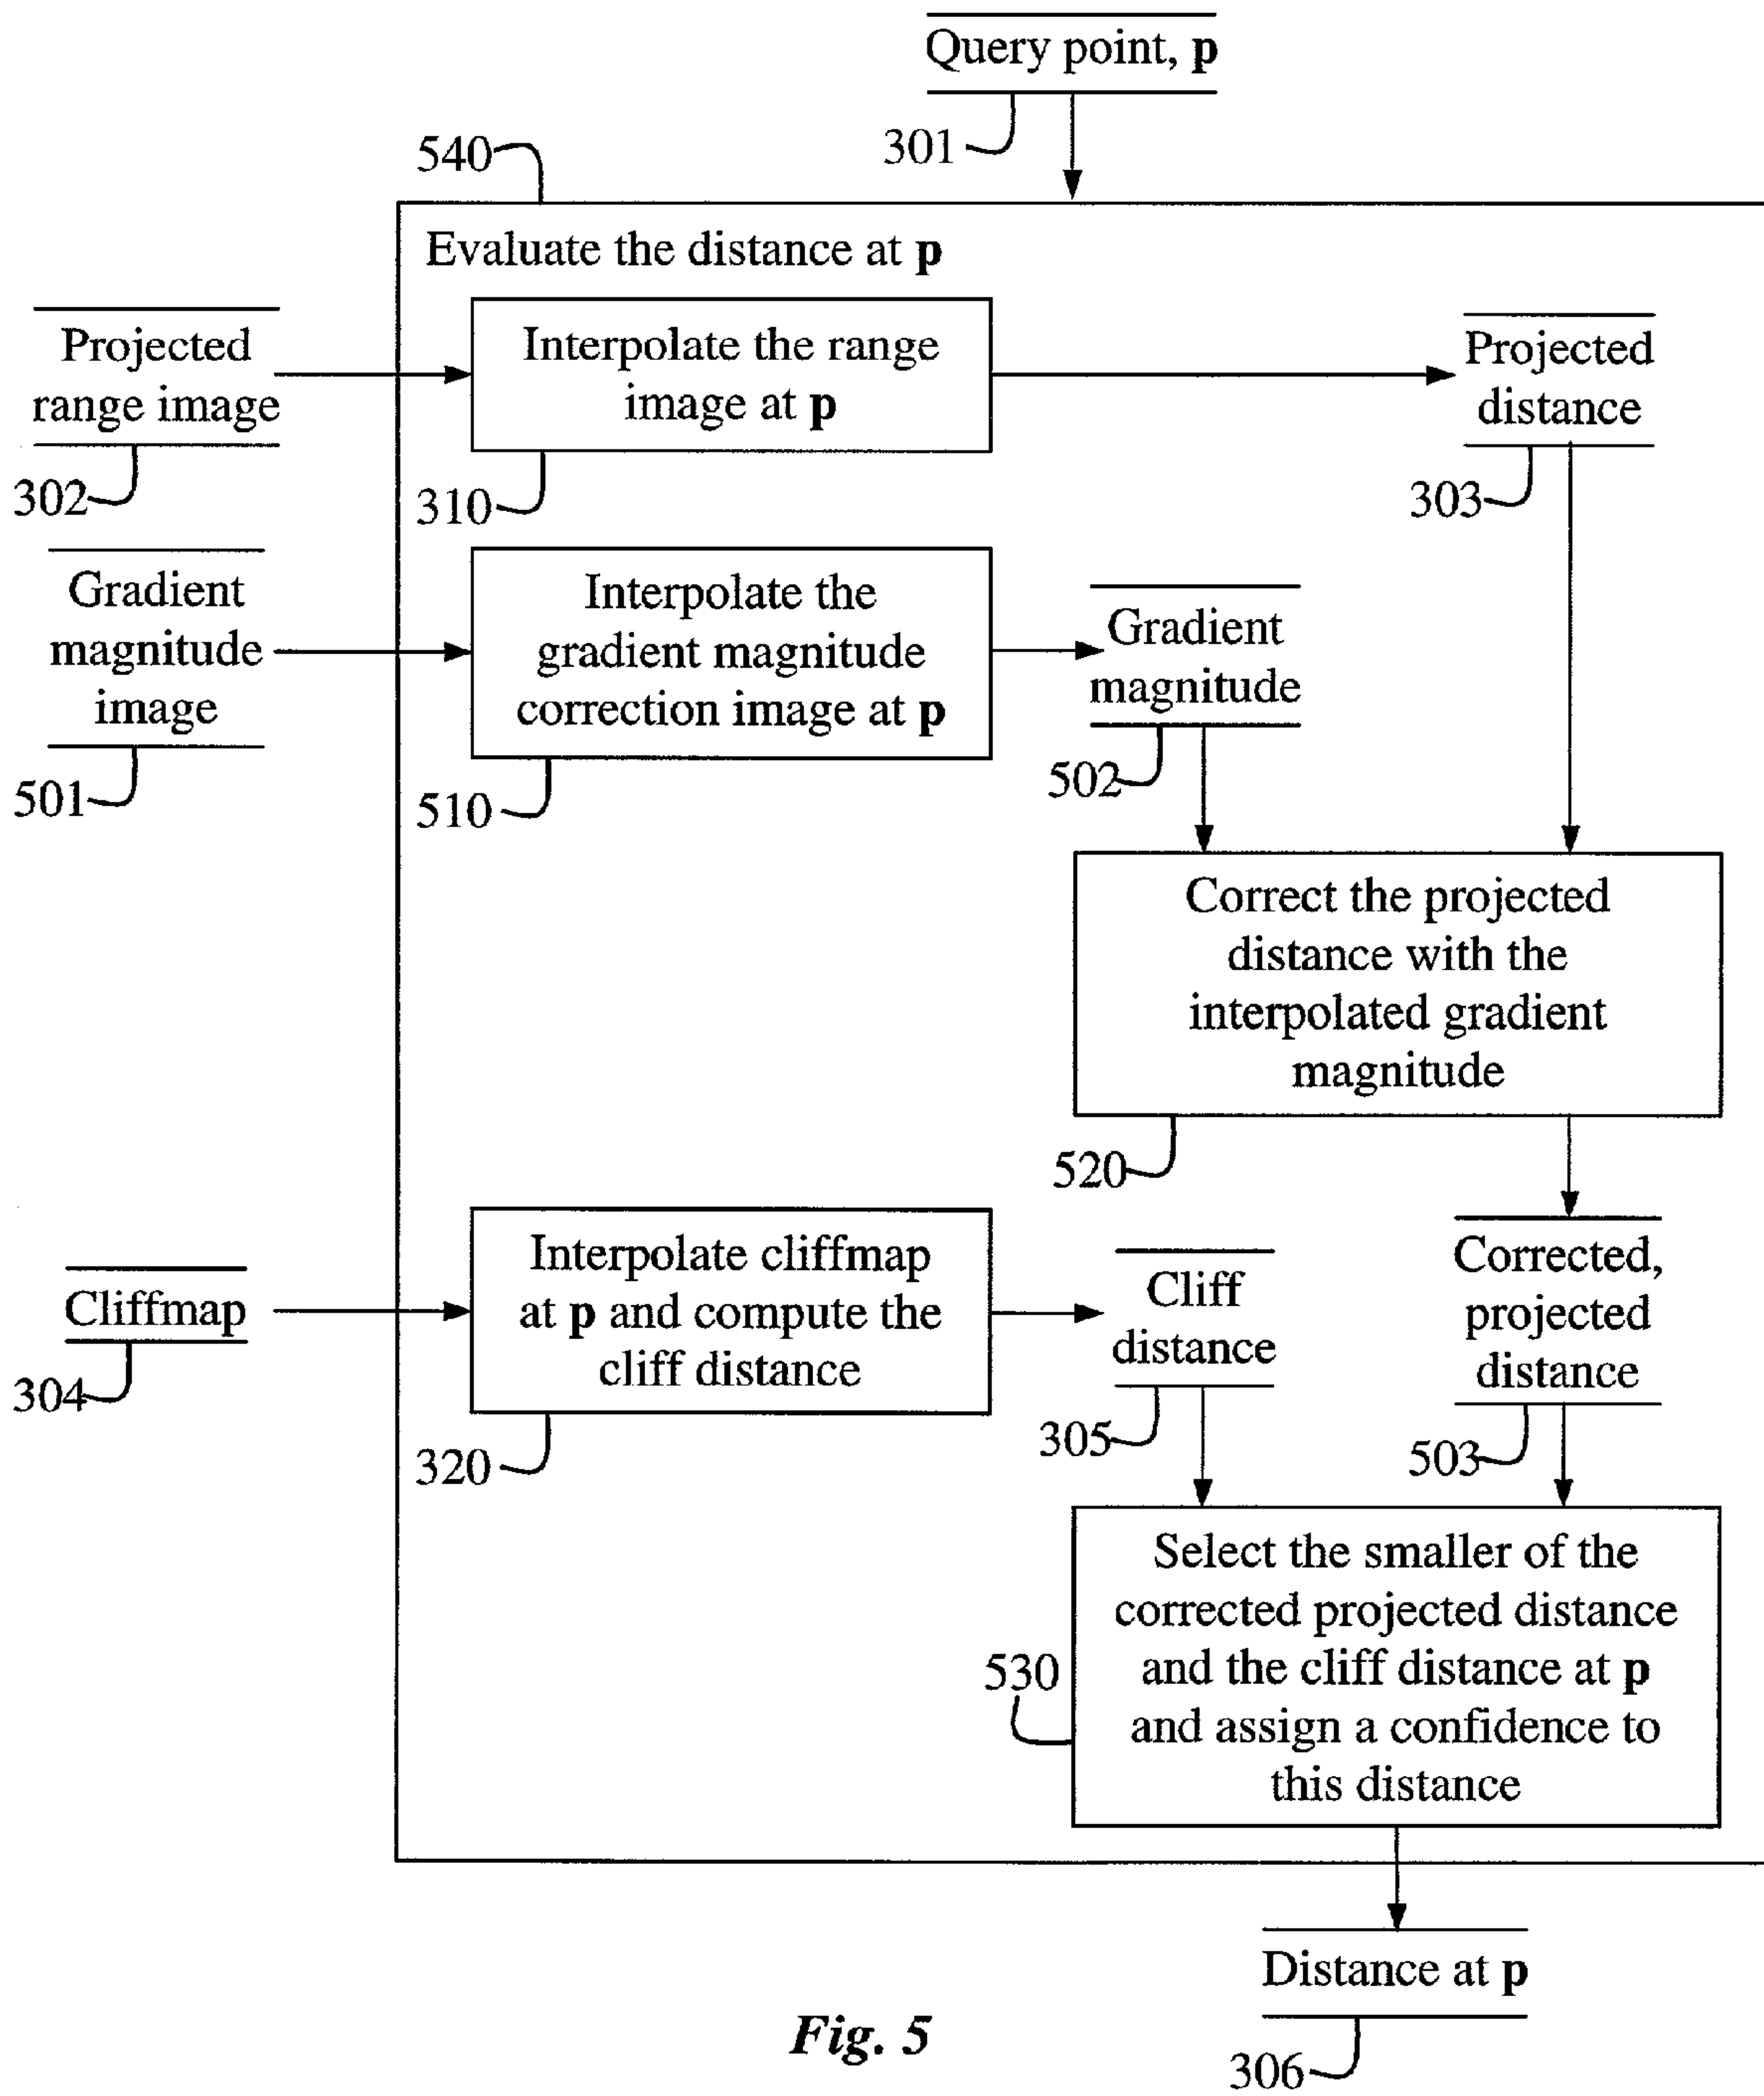 Query point, p
301
540
Evaluate the distance at p
Projected
range image
302
Interpolate the range
image at p
310
Projected
distance
303
Gradient
magnitude
image
501
Interpolate the
gradient magnitude
correction image at p
510
Gradient
magnitude
502
Correct the projected
distance with the
interpolated gradient
magnitude
520
Cliffmap
304
Interpolate cliffmap
at p and compute the
cliff distance
320
Cliff
distance
305
Corrected,
projected
distance
503
Select the smaller of the
corrected projected distance
and the cliff distance at p
and assign a confidence to
this distance
530
Distance at p
306
Fig. 5